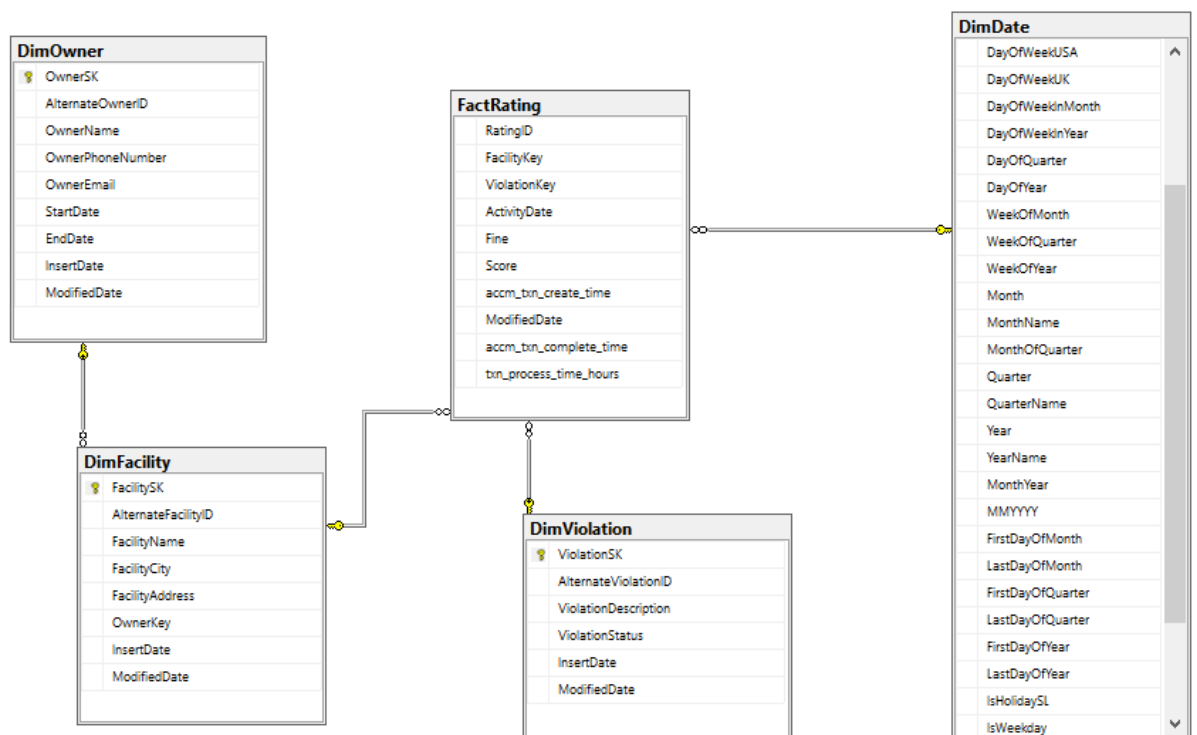 DimOwner
OwnerSK
AlternateOwnerID
OwnerName
OwnerPhoneNumber
OwnerEmail
StartDate
EndDate
InsertDate
ModifiedDate
FactRating
RatingID
FacilityKey
ViolationKey
ActivityDate
Fine
Score
accm_txn_create_time
ModifiedDate
accm_txn_complete_time
txn_process_time_hours
DimDate
DayOfWeekUSA
DayOfWeekUK
DayOfWeekInMonth
DayOfWeekInYear
DayOfQuarter
DayOfYear
WeekOfMonth
WeekOfQuarter
WeekOfYear
Month
MonthName
MonthOfQuarter
Quarter
QuarterName
Year
YearName
MonthYear
MMYYYY
FirstDayOfMonth
LastDayOfMonth
FirstDayOfQuarter
LastDayOfQuarter
FirstDayOfYear
LastDayOfYear
IsHolidaySL
IsWeekday
DimFacility
FacilitySK
AlternateFacilityID
FacilityName
FacilityCity
FacilityAddress
OwnerKey
InsertDate
ModifiedDate
DimViolation
ViolationSK
AlternateViolationID
ViolationDescription
ViolationStatus
InsertDate
ModifiedDate